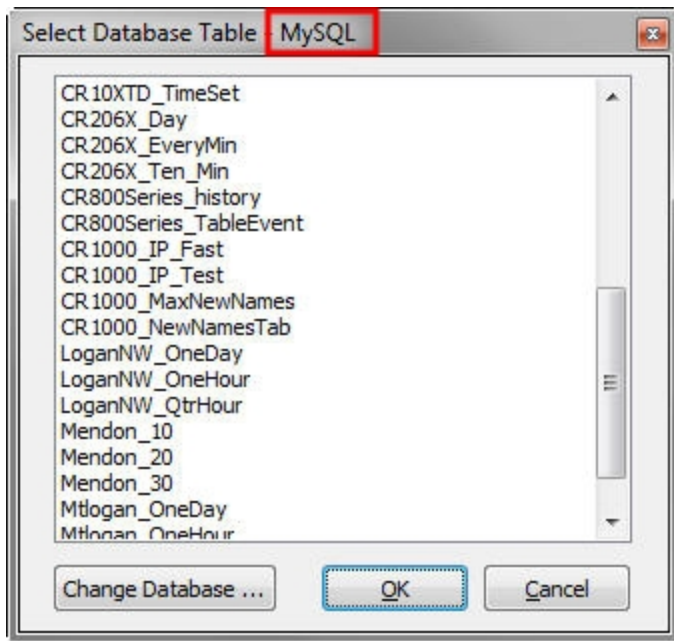 Select Database Table - MySQL
CR10XTD_TimeSet
CR206X_Day
CR206X_EveryMin
CR206X_Ten_Min
CR800Series_history
CR800Series_TableEvent
CR1000_IP_Fast
CR1000_IP_Test
CR1000_MaxNewNames
CR1000_NewNamesTab
LoganNW_OneDay
LoganNW_OneHour
LoganNW_QtrHour
Mendon_10
Mendon_20
Mendon_30
Mtlogan_OneDay
Mtlogan_OneHour
Change Database ... OK Cancel